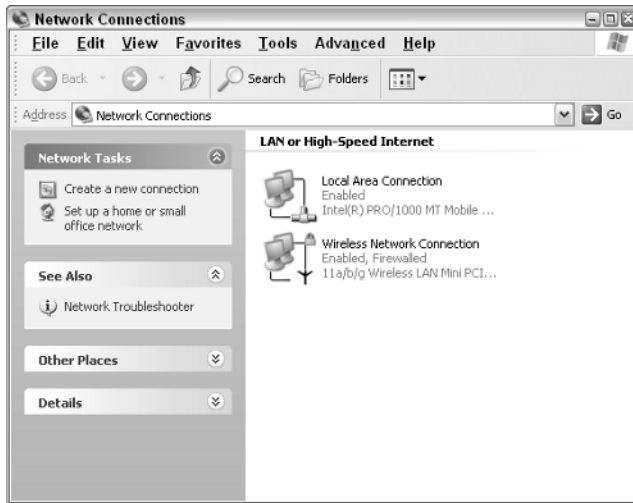 Network Connections
File Edit View Favorites Tools Advanced Help
Back Search Folders
Address Network Connections Go
Network Tasks
Create a new connection
Set up a home or small
office network
See Also
Network Troubleshooter
Other Places
Details
LAN or High-Speed Internet
Local Area Connection
Enabled
Intel(R) PRO/1000 MT Mobile ...
Wireless Network Connection
Enabled, Firewalled
11a/b/g Wireless LAN Mini PCI...